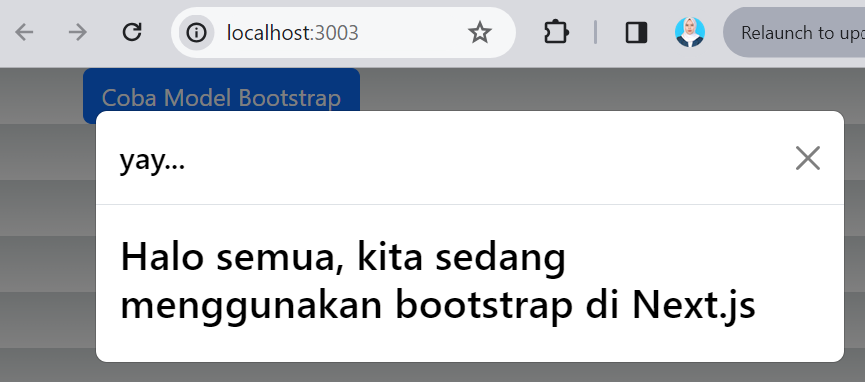 localhost:3003
Relaunch to upd
Coba Model Bootstrap
yay...
Halo semua, kita sedang
menggunakan bootstrap di Next.js